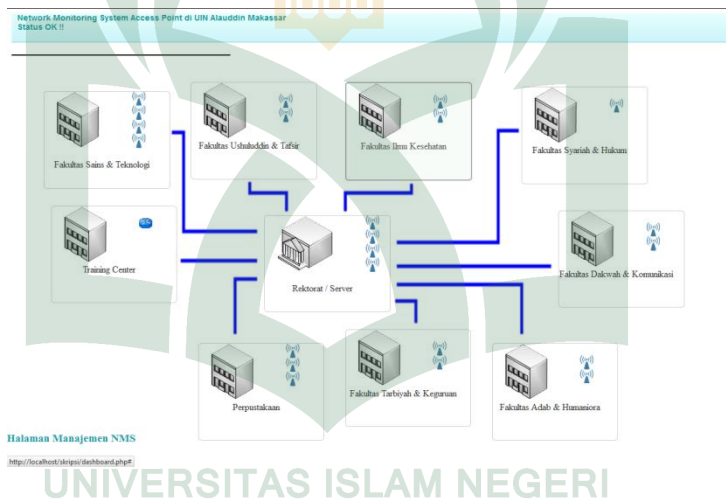 Network Monitoring System Access Point di UIN Alauddin Makassar
Status OK !!
Fakultas Sains & Teknologi
Fakultas Ushuluddin & Tafsir
Fakultas Ilmu Kesehatan
Fakultas Syariah & Hukum
Training Center
Rektorat / Server
Fakultas Dakwah & Komunikasi
Perpustakaan
Fakultas Tarbiyah & Keguruan
Fakultas Adab & Humaniora
Halaman Manajemen NMS
http://localhost/skripsi/dashboard.php#
UNIVERSITAS ISLAM NEGERI